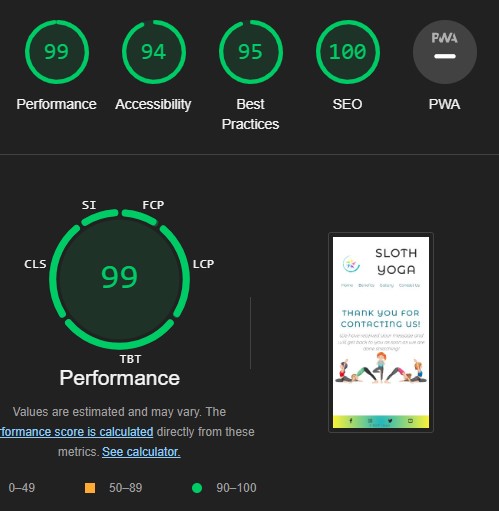 99
94
95
100
PWA
Performance
Accessibility
Best
Practices
SEO
PWA
SI
FCP
CLS
LCP
99
TBT
Performance
Values are estimated and may vary. The
rformance score is calculated directly from these
metrics. See calculator.
0–49
50–89
90–100
SLOTH
YOGA
Home Benefits Gallery Contact Us
THANK YOU FOR
CONTACTING US!
We have received your message and
will get back to you as soon as we are
done stretching!